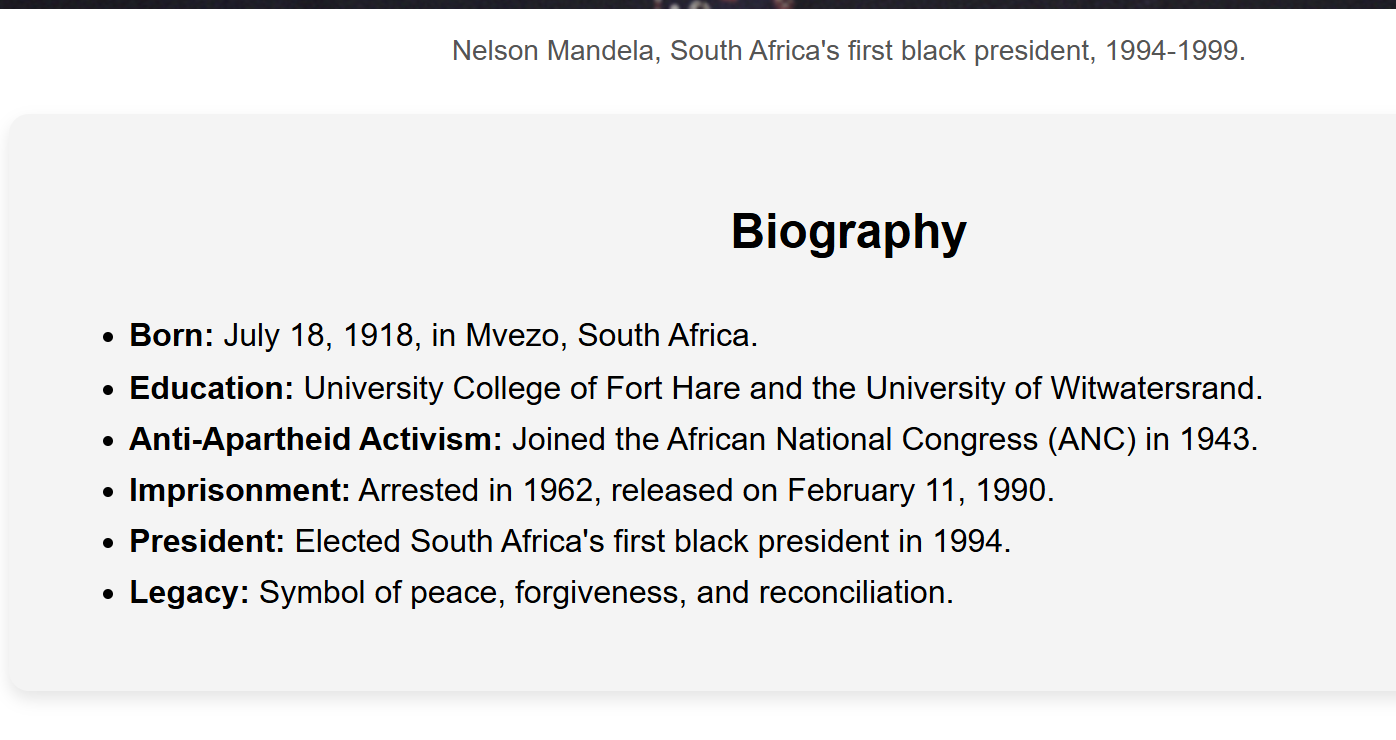 Nelson Mandela, South Africa's first black president, 1994-1999.
Biography
• Born: July 18, 1918, in Mvezo, South Africa.
• Education: University College of Fort Hare and the University of Witwatersrand.
• Anti-Apartheid Activism: Joined the African National Congress (ANC) in 1943.
• Imprisonment: Arrested in 1962, released on February 11, 1990.
• President: Elected South Africa's first black president in 1994.
• Legacy: Symbol of peace, forgiveness, and reconciliation.